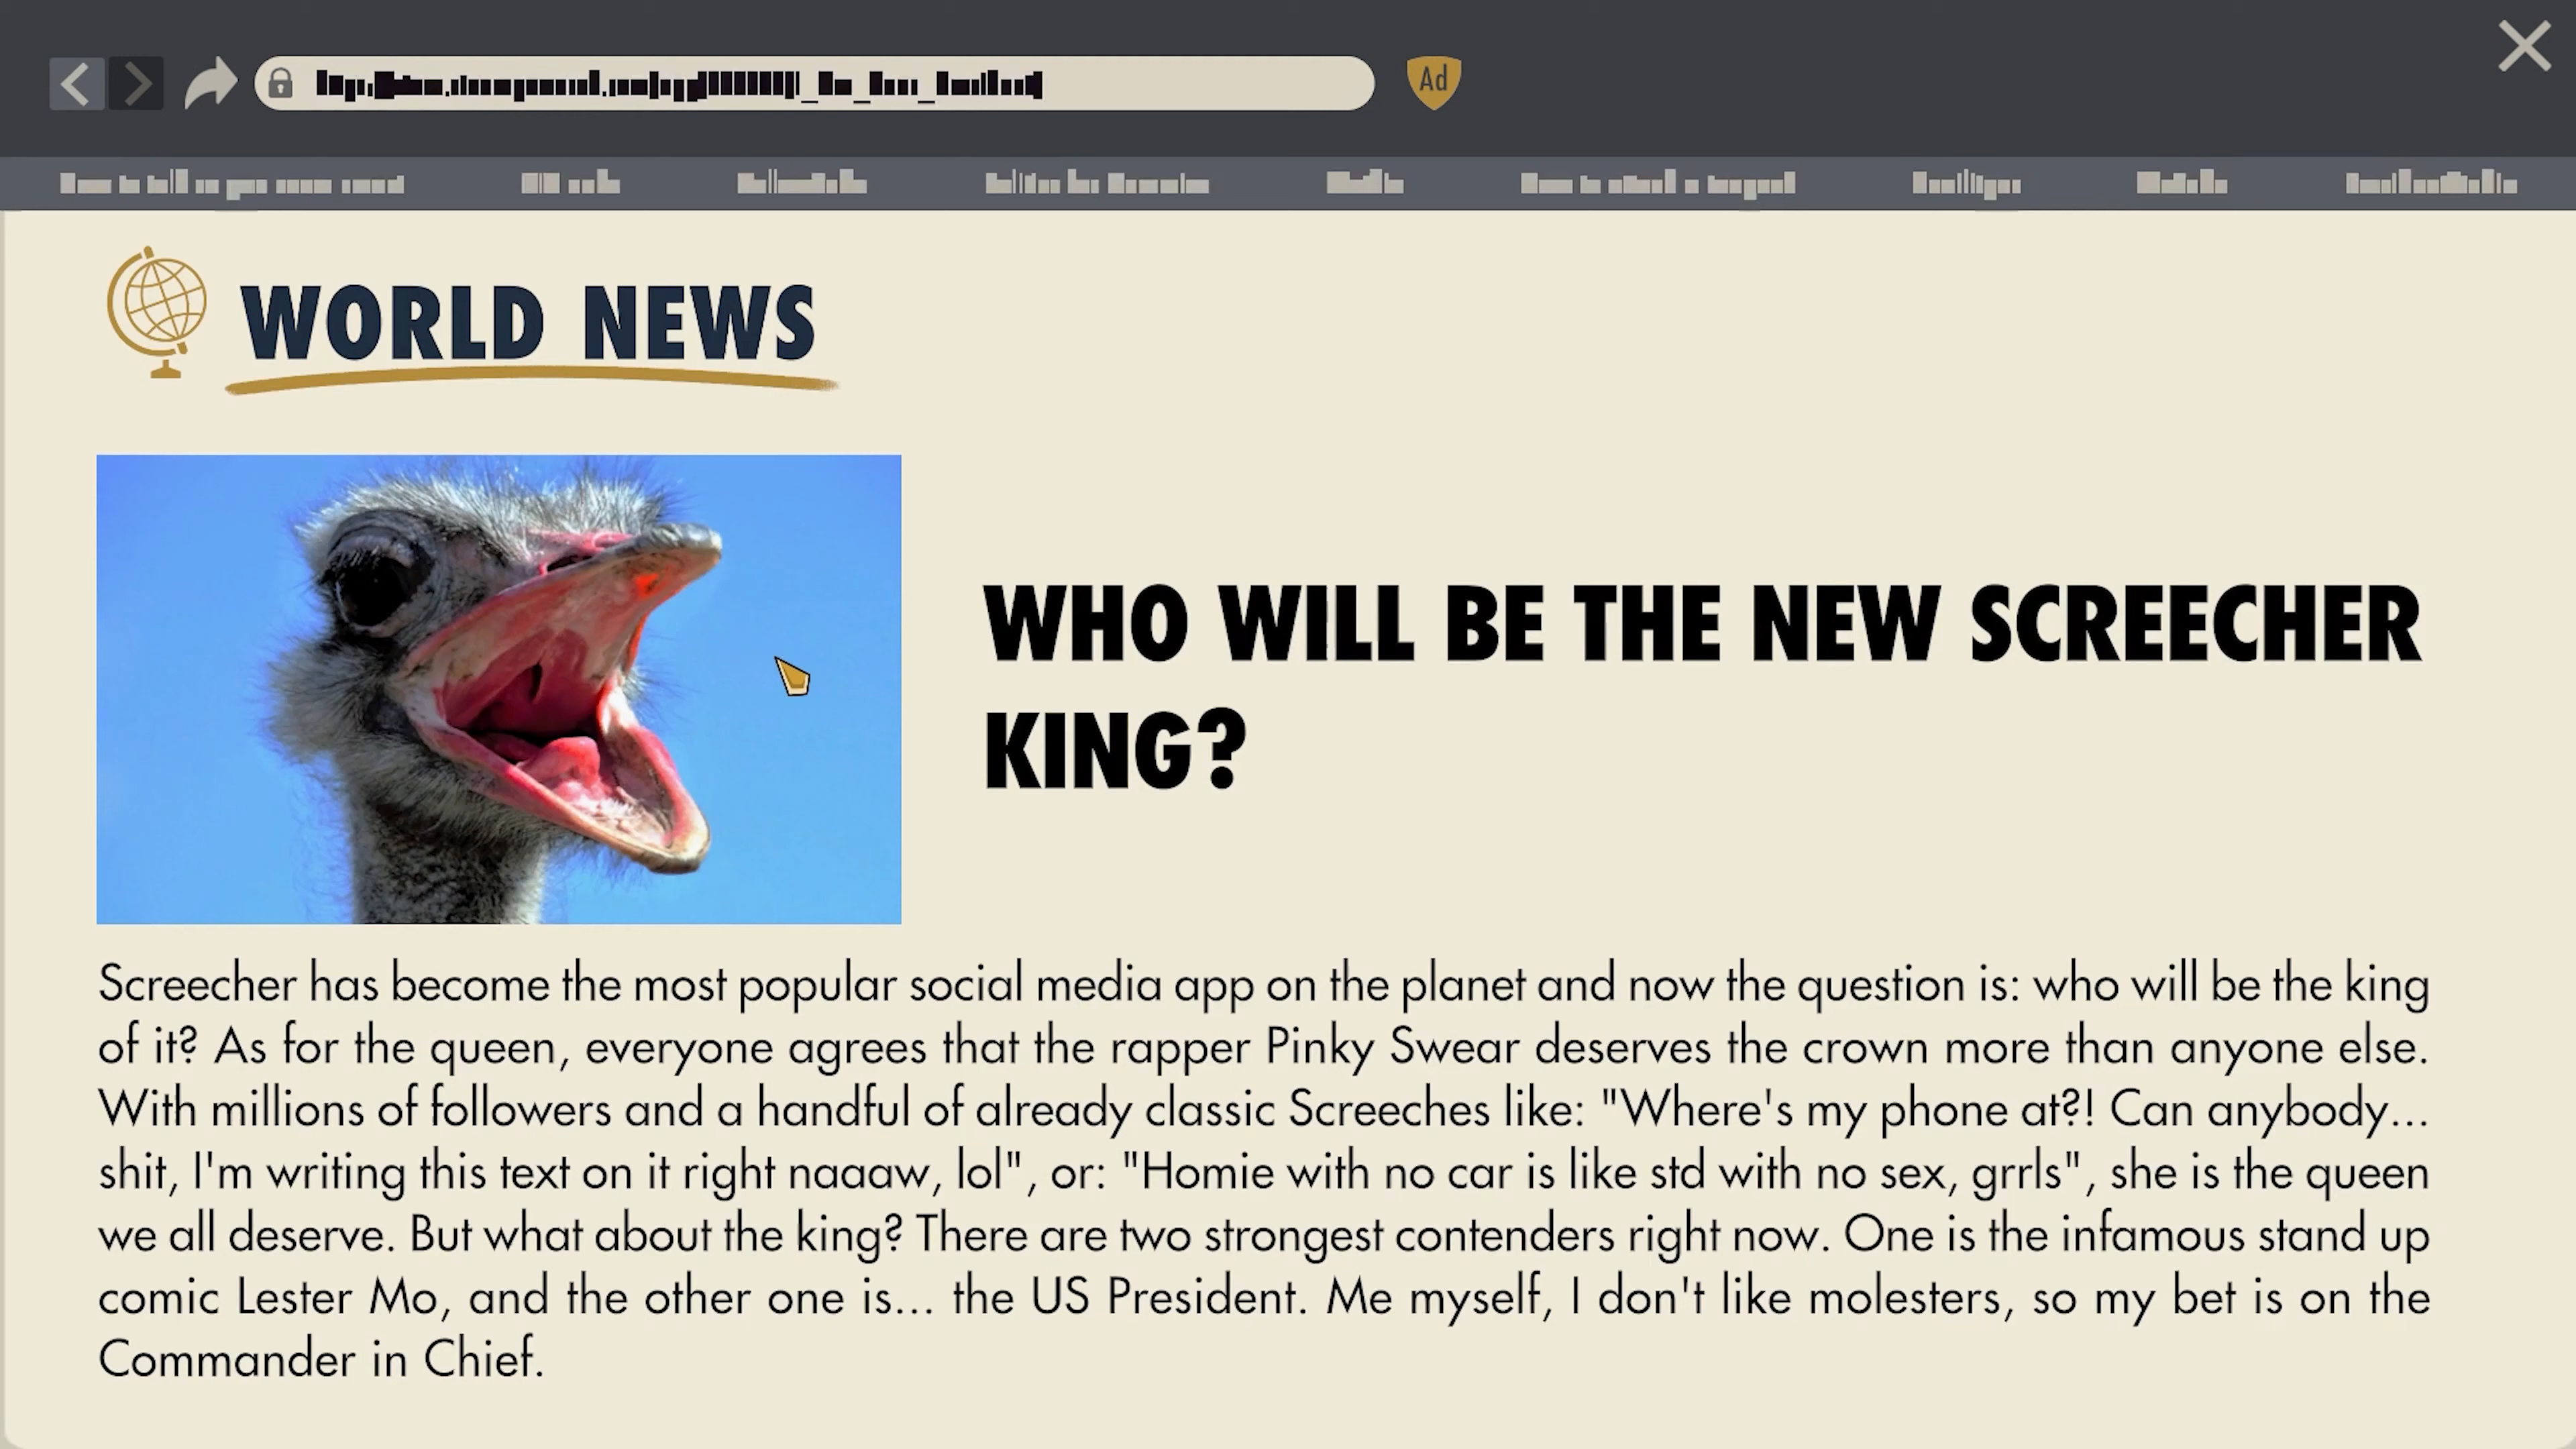 Ad
WORLD NEWS
WHO WILL BE THE NEW SCREECHER
KING?
Screecher has become the most popular social media app on the planet and now the question is: who will be the king
of it? As for the queen, everyone agrees that the rapper Pinky Swear deserves the crown more than anyone else.
With millions of followers and a handful of already classic Screeches like: "Where's my phone at?! Can anybody...
shit, I'm writing this text on it right naaaw, lol", or: "Homie with no car is like std with no sex, grrls", she is the queen
we all deserve. But what about the king? There are two strongest contenders right now. One is the infamous stand up
comic Lester Mo, and the other one is... the US President. Me myself, I don't like molesters, so my bet is on the
Commander in Chief.